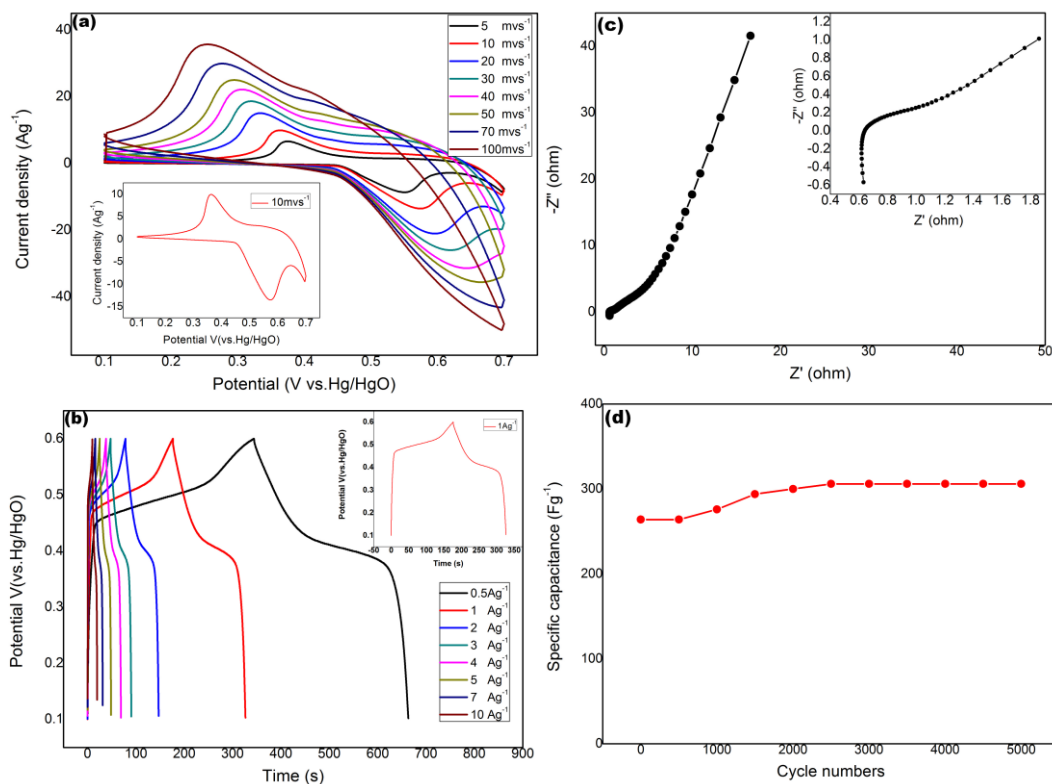 (a)
5 mvs⁻¹
10 mvs⁻¹
20 mvs⁻¹
30 mvs⁻¹
40 mvs⁻¹
50 mvs⁻¹
70 mvs⁻¹
100mvs⁻¹
40
20
0
-20
-40
Current density (Ag⁻¹)
0.1 0.2 0.3 0.4 0.5 0.6 0.7
Potential (V vs.Hg/HgO)
10mvs⁻¹
10
5
0
-5
-10
-15
Current density (Ag⁻¹)
0.1 0.2 0.3 0.4 0.5 0.6 0.7
Potential V(vs.Hg/HgO)
(c)
40
30
20
10
0
-Z'' (ohm)
0 10 20 30 40 50
Z' (ohm)
1.2
1.0
0.8
0.6
0.4
0.2
0.0
-0.2
-0.4
-0.6
-Z'' (ohm)
0.4 0.6 0.8 1.0 1.2 1.4 1.6 1.8
Z' (ohm)
(b)
0.6
0.5
0.4
0.3
0.2
0.1
Potential V(vs.Hg/HgO)
0 100 200 300 400 500 600 700 800 900
Time (s)
1Ag⁻¹
0.6
0.5
0.4
0.3
0.2
0.1
Potential V(vs.Hg/HgO)
-50 0 50 100 150 200 250 300 350
Time (s)
0.5Ag⁻¹
1 Ag⁻¹
2 Ag⁻¹
3 Ag⁻¹
4 Ag⁻¹
5 Ag⁻¹
7 Ag⁻¹
10 Ag⁻¹
(d)
400
300
200
100
0
Specific capacitance (Fg⁻¹)
0 1000 2000 3000 4000 5000
Cycle numbers